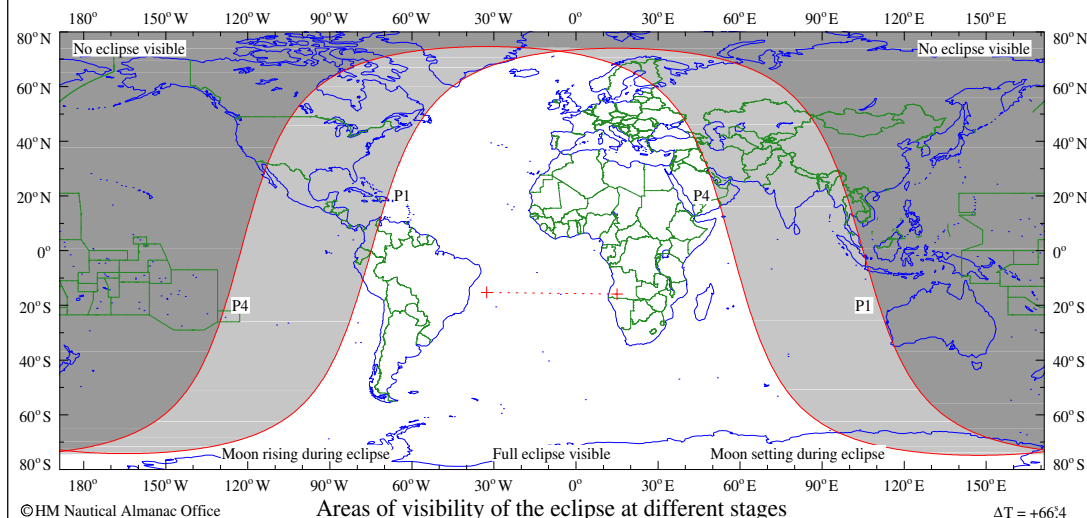 180° 150°W 120°W 90°W 60°W 30°W 0° 30°E 60°E 90°E 120°E 150°E
80°N 80°N
No eclipse visible No eclipse visible
60°N 60°N
40°N 40°N
20°N P1 P4 20°N
0° 0°
20°S P4 P1 20°S
40°S 40°S
60°S 60°S
Moon rising during eclipse Full eclipse visible Moon setting during eclipse
80°S 80°S
180° 150°W 120°W 90°W 60°W 30°W 0° 30°E 60°E 90°E 120°E 150°E
©HM Nautical Almanac Office Areas of visibility of the eclipse at different stages ΔT = +66ˢ.4